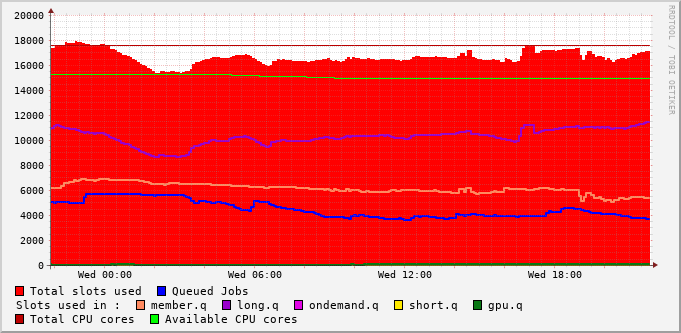 20000
18000
16000
14000
12000
10000
8000
6000
4000
2000
0
Wed 00:00 Wed 06:00 Wed 12:00 Wed 18:00
RRDTOOL / TOBI OETIKER
Total slots used Queued Jobs
Slots used in : member.q long.q ondemand.q short.q gpu.q
Total CPU cores Available CPU cores